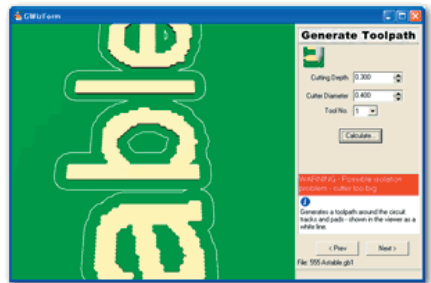 GWizForm
able
Generate Toolpath
Cutting Depth 0.300
Cutter Diameter 0.400
Tool No. 1
Calculate...
WARNING - Possible isolation
problem - cutter too big
Generates a toolpath around the circuit
tracks and pads - shown in the viewer as a
white line.
< Prev
Next >
File: 555-Astable.gb1